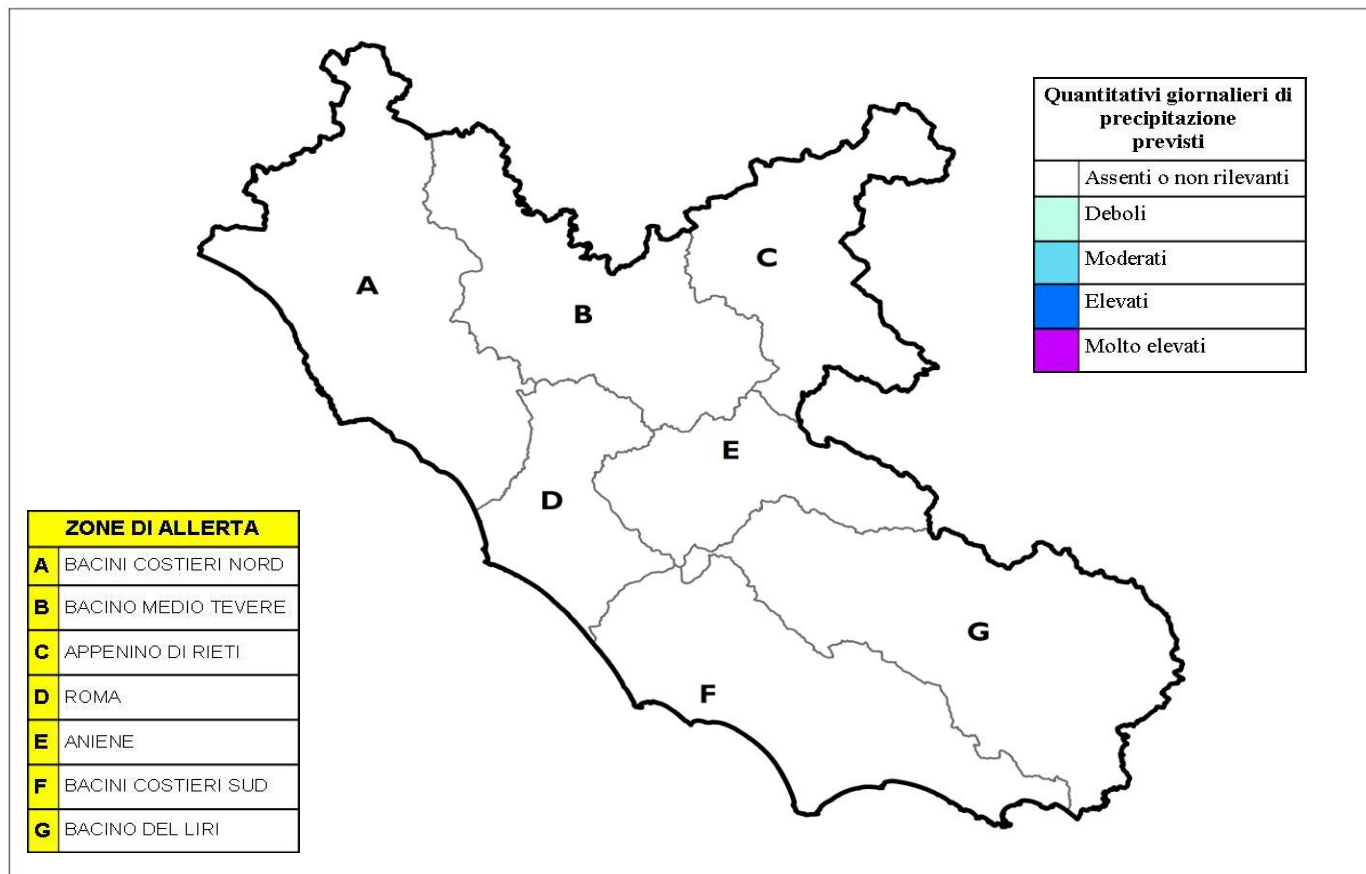 Quantitativi giornalieri di
precipitazione
previsti
Assenti o non rilevanti
Deboli
Moderati
Elevati
Molto elevati
A
B
C
D
E
F
G
ZONE DI ALLERTA
A BACINI COSTIERI NORD
B BACINO MEDIO TEVERE
C APPENINO DI RIETI
D ROMA
E ANIENE
F BACINI COSTIERI SUD
G BACINO DEL LIRI